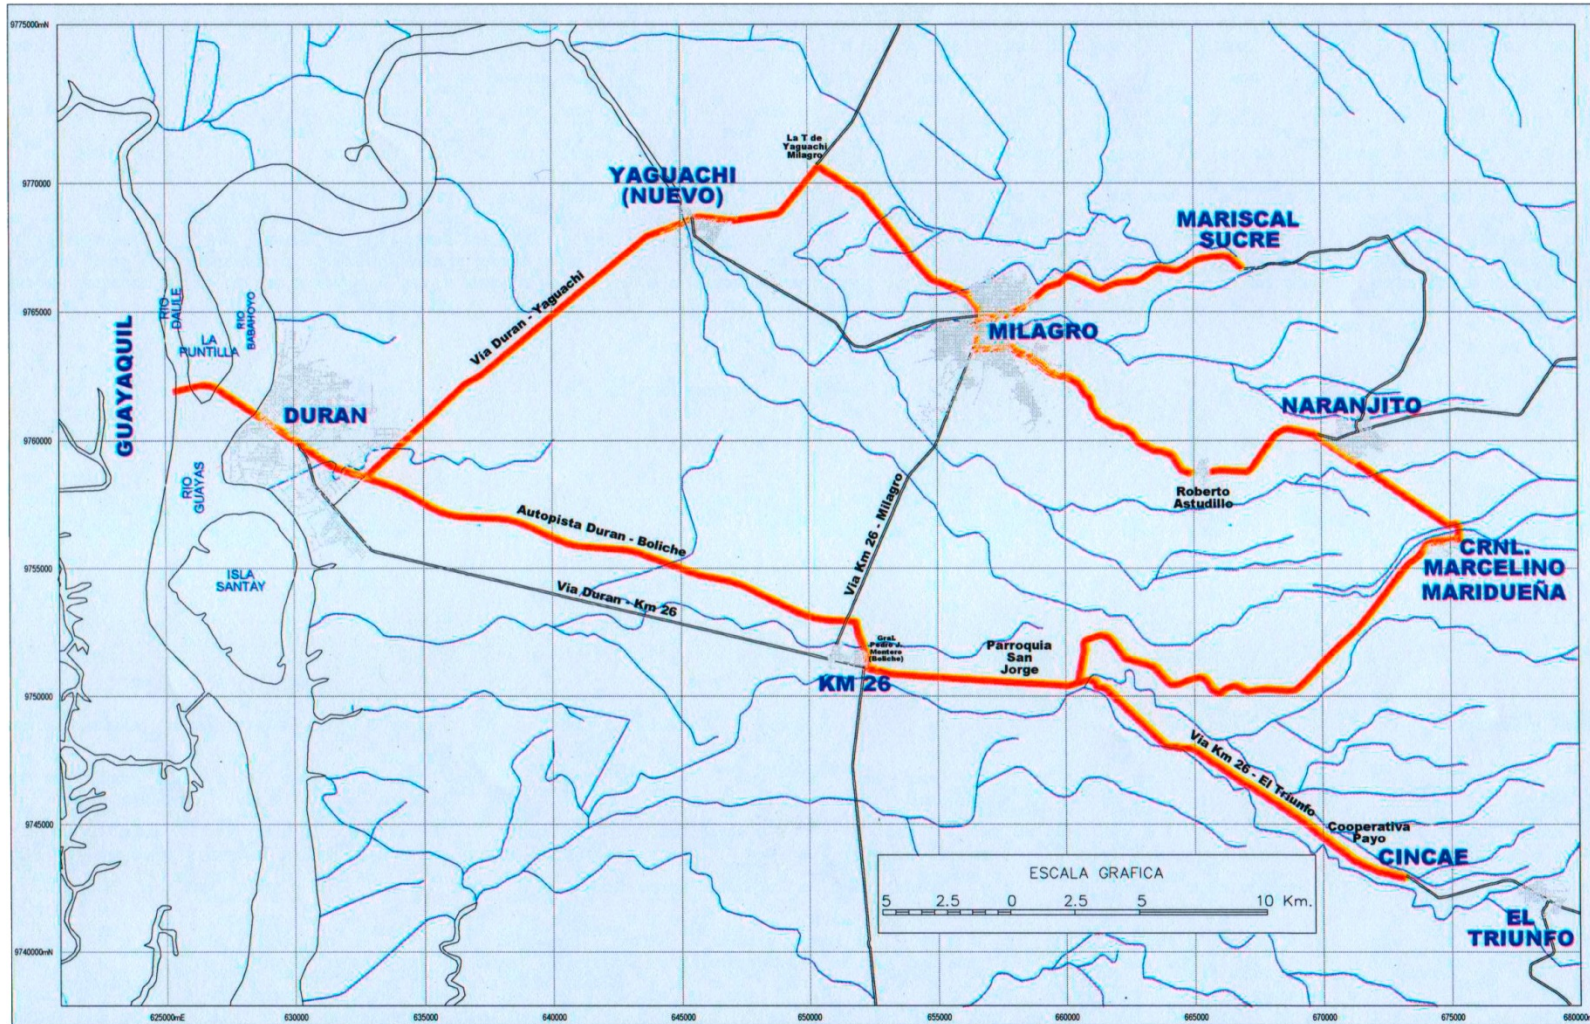 9775000mN
La T de
Yaguachi
Milagro
YAGUACHI
(NUEVO)
9770000
MARISCAL
SUCRE
9765000
RIO
DAULE
RIO
BABAHOYO
LA
PUNTILLA
Via Duran - Yaguachi
MILAGRO
GUAYAQUIL
DURAN
NARANJITO
9760000
RIO
GUAYAS
Roberto
Astudillo
Via Km 26 - Milagro
Autopista Duran - Boliche
CRNL.
MARCELINO
MARIDUEÑA
9755000
ISLA
SANTAY
Via Duran - Km 26
Gral.
Pedro J.
Montero
(Boliche)
Parroquia
San
Jorge
KM 26
9750000
Via Km 26 - El Triunfo
9745000
Cooperativa
Payo
CINCAE
ESCALA GRAFICA
5 2.5 0 2.5 5 10 Km.
EL
TRIUNFO
9740000mN
625000mE 630000 635000 640000 645000 650000 655000 660000 665000 670000 675000 680000